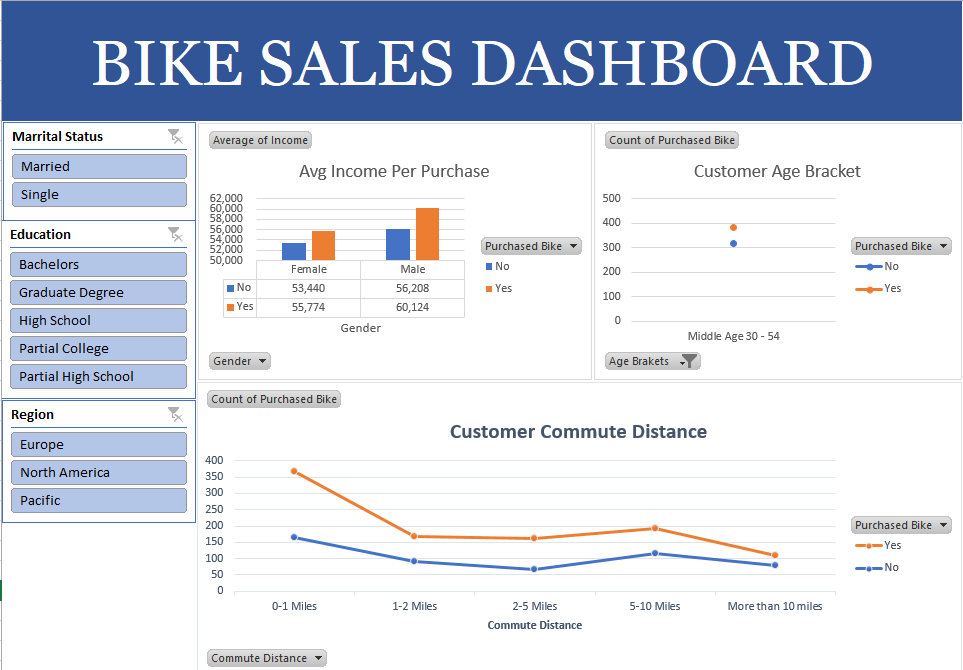 BIKE SALES DASHBOARD
Marrital Status
Married
Single
Education
Bachelors
Graduate Degree
High School
Partial College
Partial High School
Region
Europe
North America
Pacific
Average of Income
Avg Income Per Purchase
62,000
60,000
58,000
56,000
54,000
52,000
50,000
Female Male
No 53,440 56,208
Yes 55,774 60,124
Gender
Purchased Bike
No
Yes
Gender
Count of Purchased Bike
Customer Age Bracket
500
400
300
200
100
0
Middle Age 30 - 54
Purchased Bike
No
Yes
Age Brakets
Count of Purchased Bike
Customer Commute Distance
400
350
300
250
200
150
100
50
0
0-1 Miles 1-2 Miles 2-5 Miles 5-10 Miles More than 10 miles
Commute Distance
Purchased Bike
Yes
No
Commute Distance